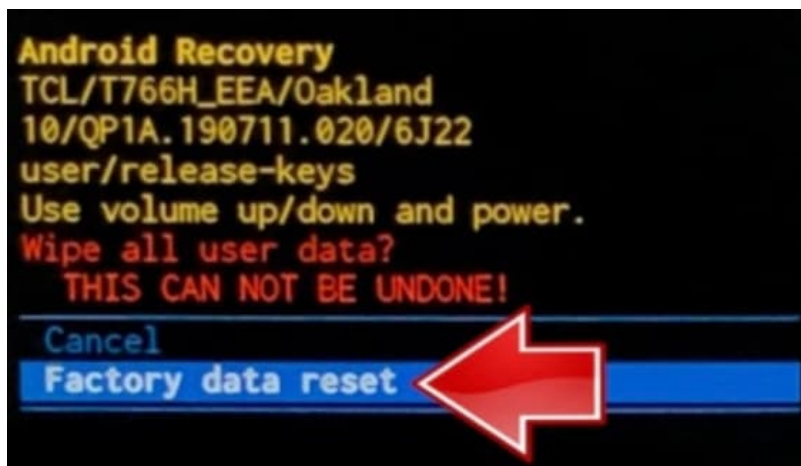 Android Recovery
TCL/T766H_EEA/Oakland
10/QP1A.190711.020/6J22
user/release-keys
Use volume up/down and power.
Wipe all user data?
THIS CAN NOT BE UNDONE!
Cancel
Factory data reset